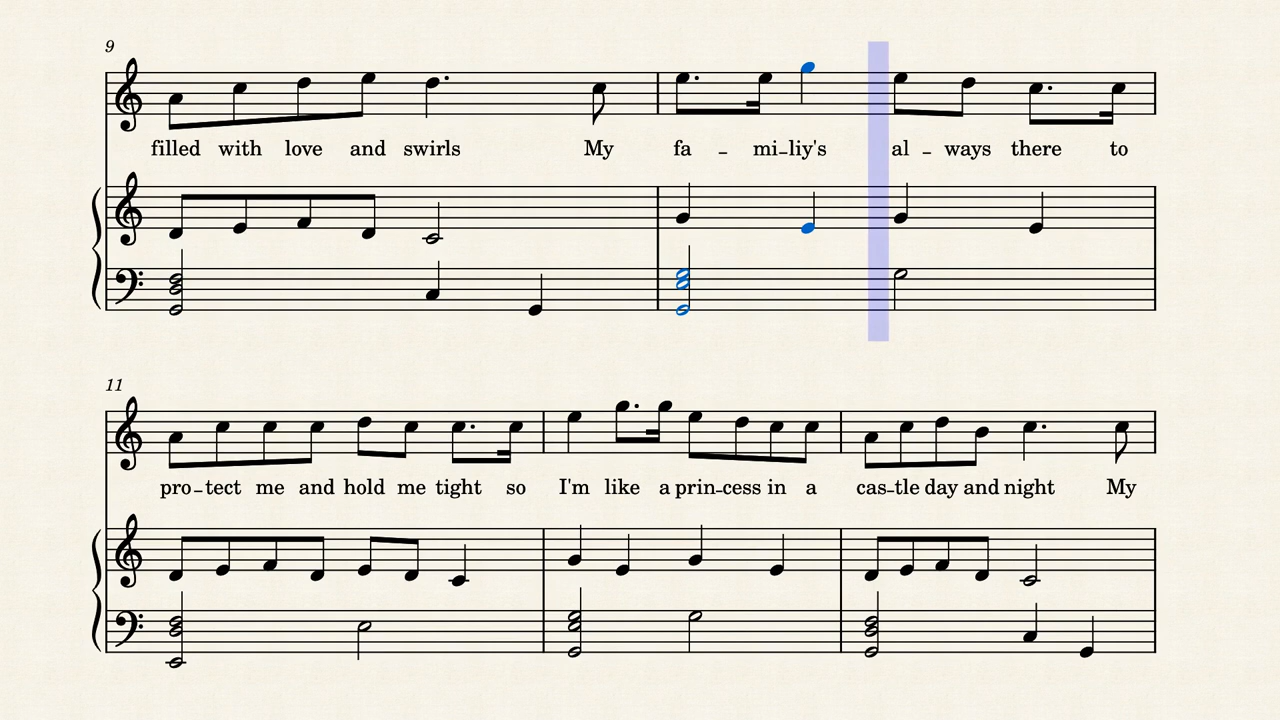 9
filled with love and swirls My fa - mi-liy's al - ways there to
11
pro-tect me and hold me tight so I'm like a prin-cess in a cas-tle day and night My